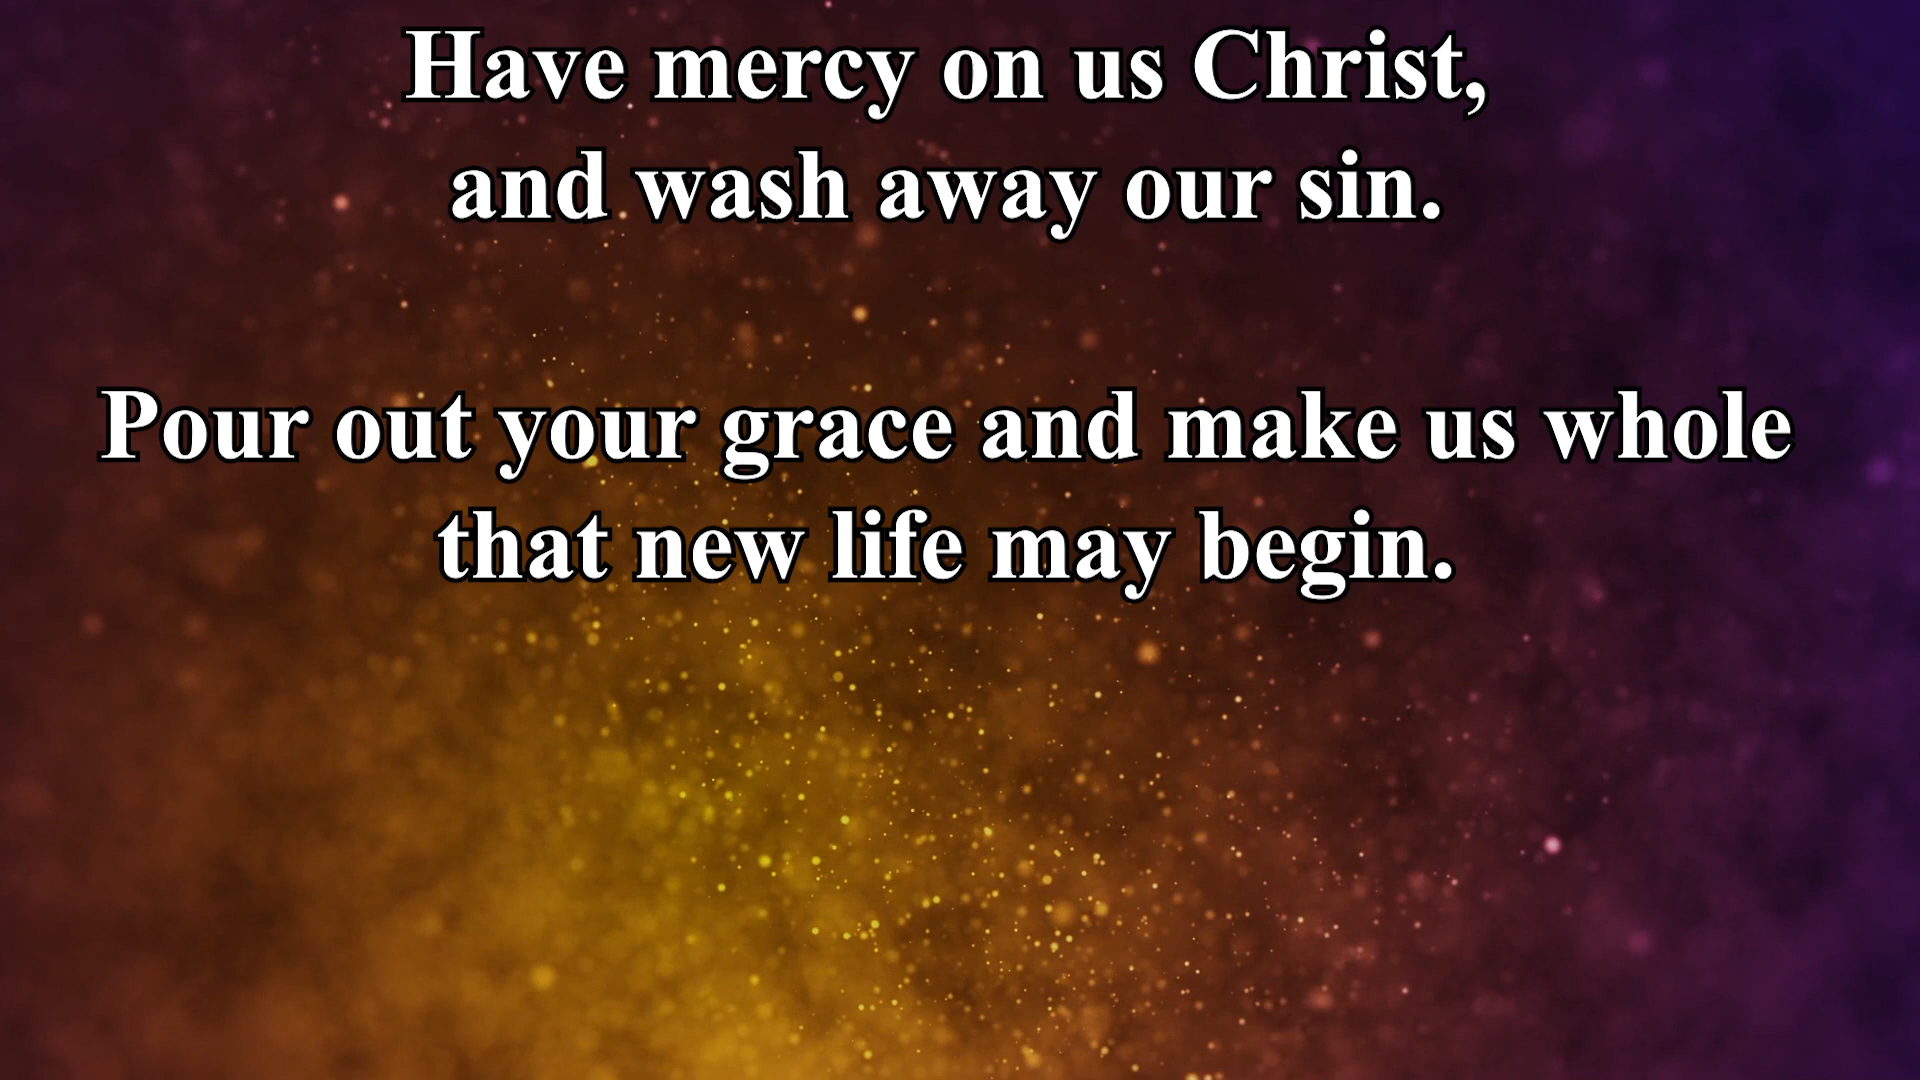 Have mercy on us Christ,
and wash away our sin.
Pour out your grace and make us whole
that new life may begin.